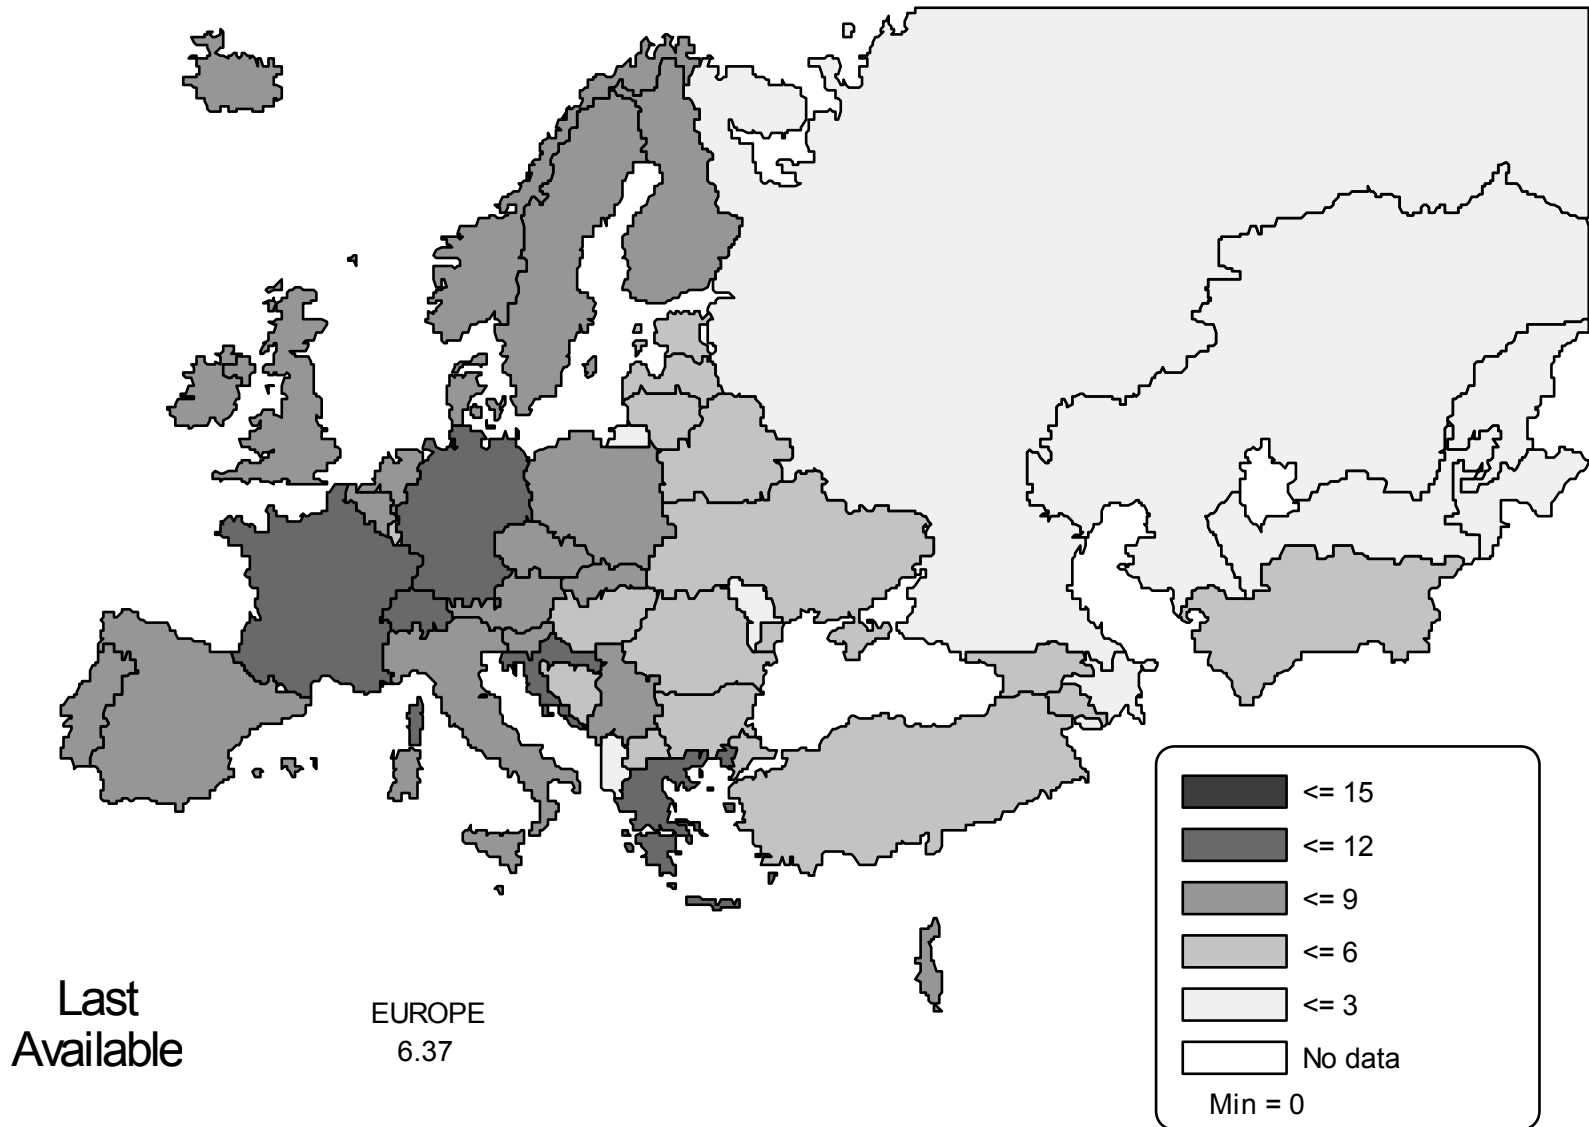 <= 15
<= 12
<= 9
<= 6
<= 3
No data
Min = 0
Last
Available
EUROPE
6.37